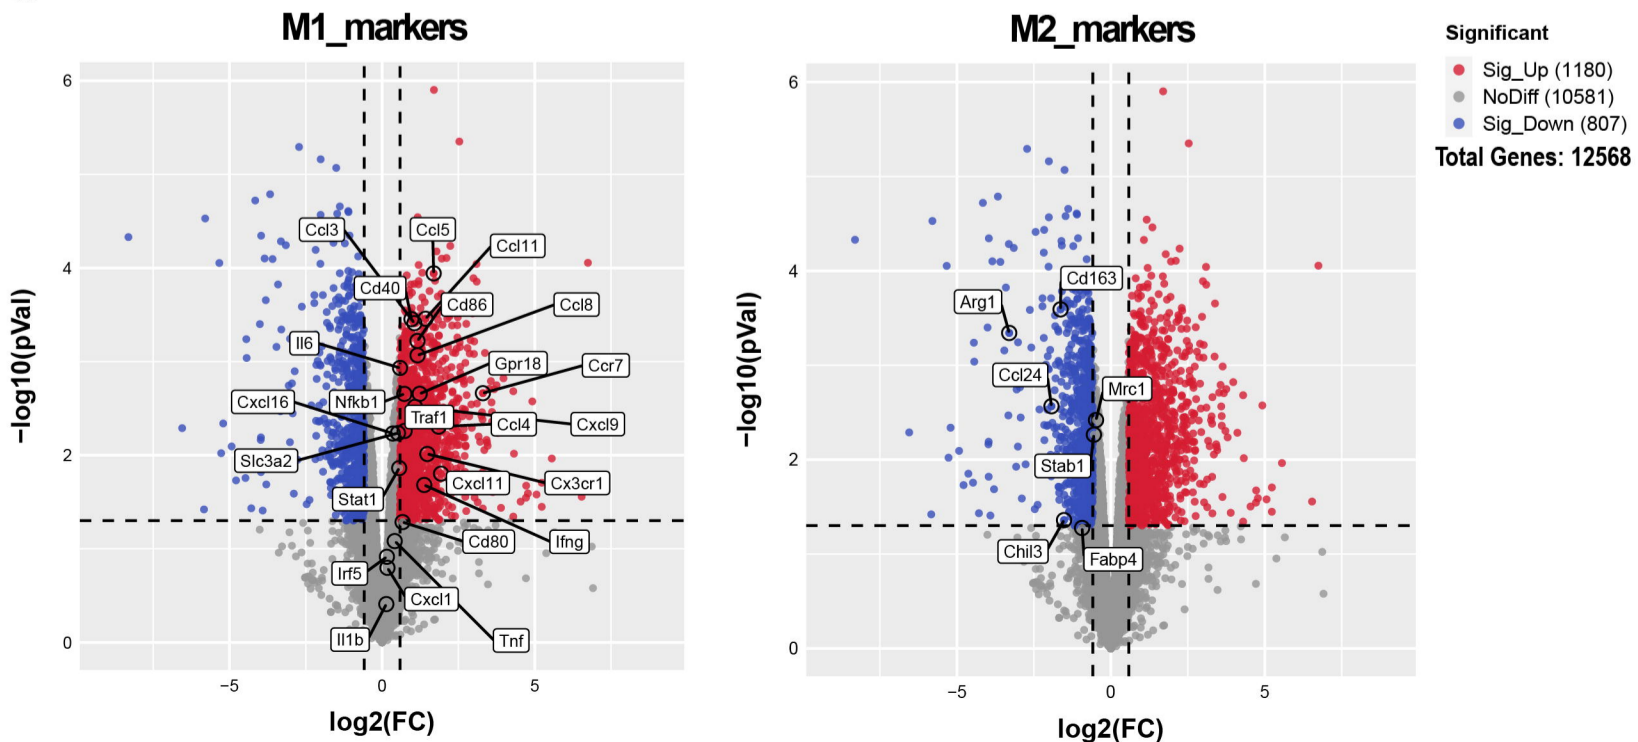 M1_markers
6
4
2
0
−log10(pVal)
−5
0
5
log2(FC)
Ccl3
Ccl5
Ccl11
Cd40
Cd86
Ccl8
Il6
Gpr18
Ccr7
Cxcl16
Nfkb1
Traf1
Ccl4
Cxcl9
Slc3a2
Stat1
Cxcl11
Cx3cr1
Cd80
Ifng
Irf5
Cxcl1
Il1b
Tnf
M2_markers
6
4
2
0
−log10(pVal)
−5
0
5
log2(FC)
Cd163
Arg1
Ccl24
Mrc1
Stab1
Chil3
Fabp4
Significant
Sig_Up (1180)
NoDiff (10581)
Sig_Down (807)
Total Genes: 12568